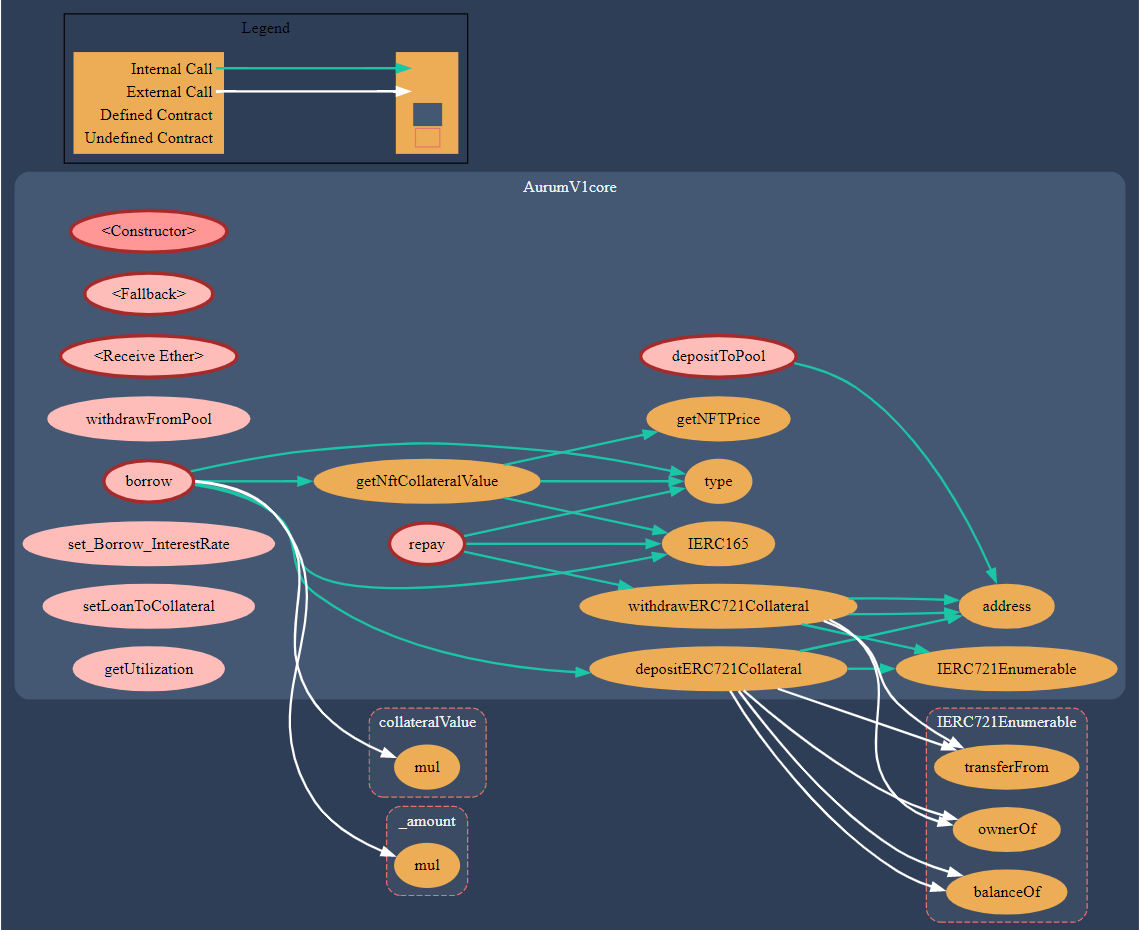 Legend
Internal Call
External Call
Defined Contract
Undefined Contract
AurumV1core
<Constructor>
<Fallback>
<Receive Ether>
depositToPool
withdrawFromPool
getNFTPrice
borrow
getNftCollateralValue
type
set_Borrow_InterestRate
repay
IERC165
setLoanToCollateral
withdrawERC721Collateral
address
getUtilization
depositERC721Collateral
IERC721Enumerable
collateralValue
mul
_amount
mul
IERC721Enumerable
transferFrom
ownerOf
balanceOf